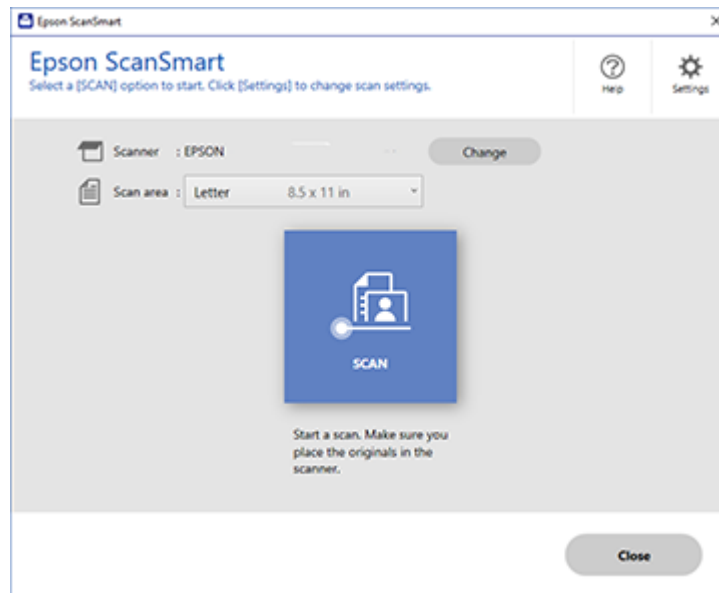 Epson ScanSmart
Epson ScanSmart
Select a [SCAN] option to start. Click [Settings] to change scan settings.
Help
Settings
Scanner : EPSON
Change
Scan area : Letter 8.5 x 11 in
SCAN
Start a scan. Make sure you
place the originals in the
scanner.
Close